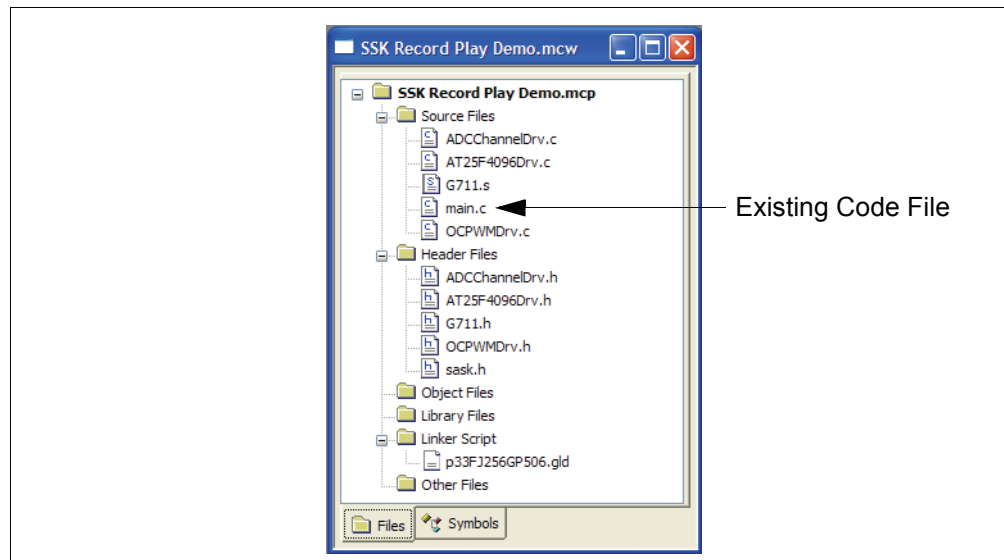 SSK Record Play Demo.mcw
SSK Record Play Demo.mcp
Source Files
ADCChannelDrv.c
AT25F4096Drv.c
G711.s
main.c
Existing Code File
OCPWMDrv.c
Header Files
ADCChannelDrv.h
AT25F4096Drv.h
G711.h
OCPWMDrv.h
sask.h
Object Files
Library Files
Linker Script
p33FJ256GP506.gld
Other Files
Files Symbols